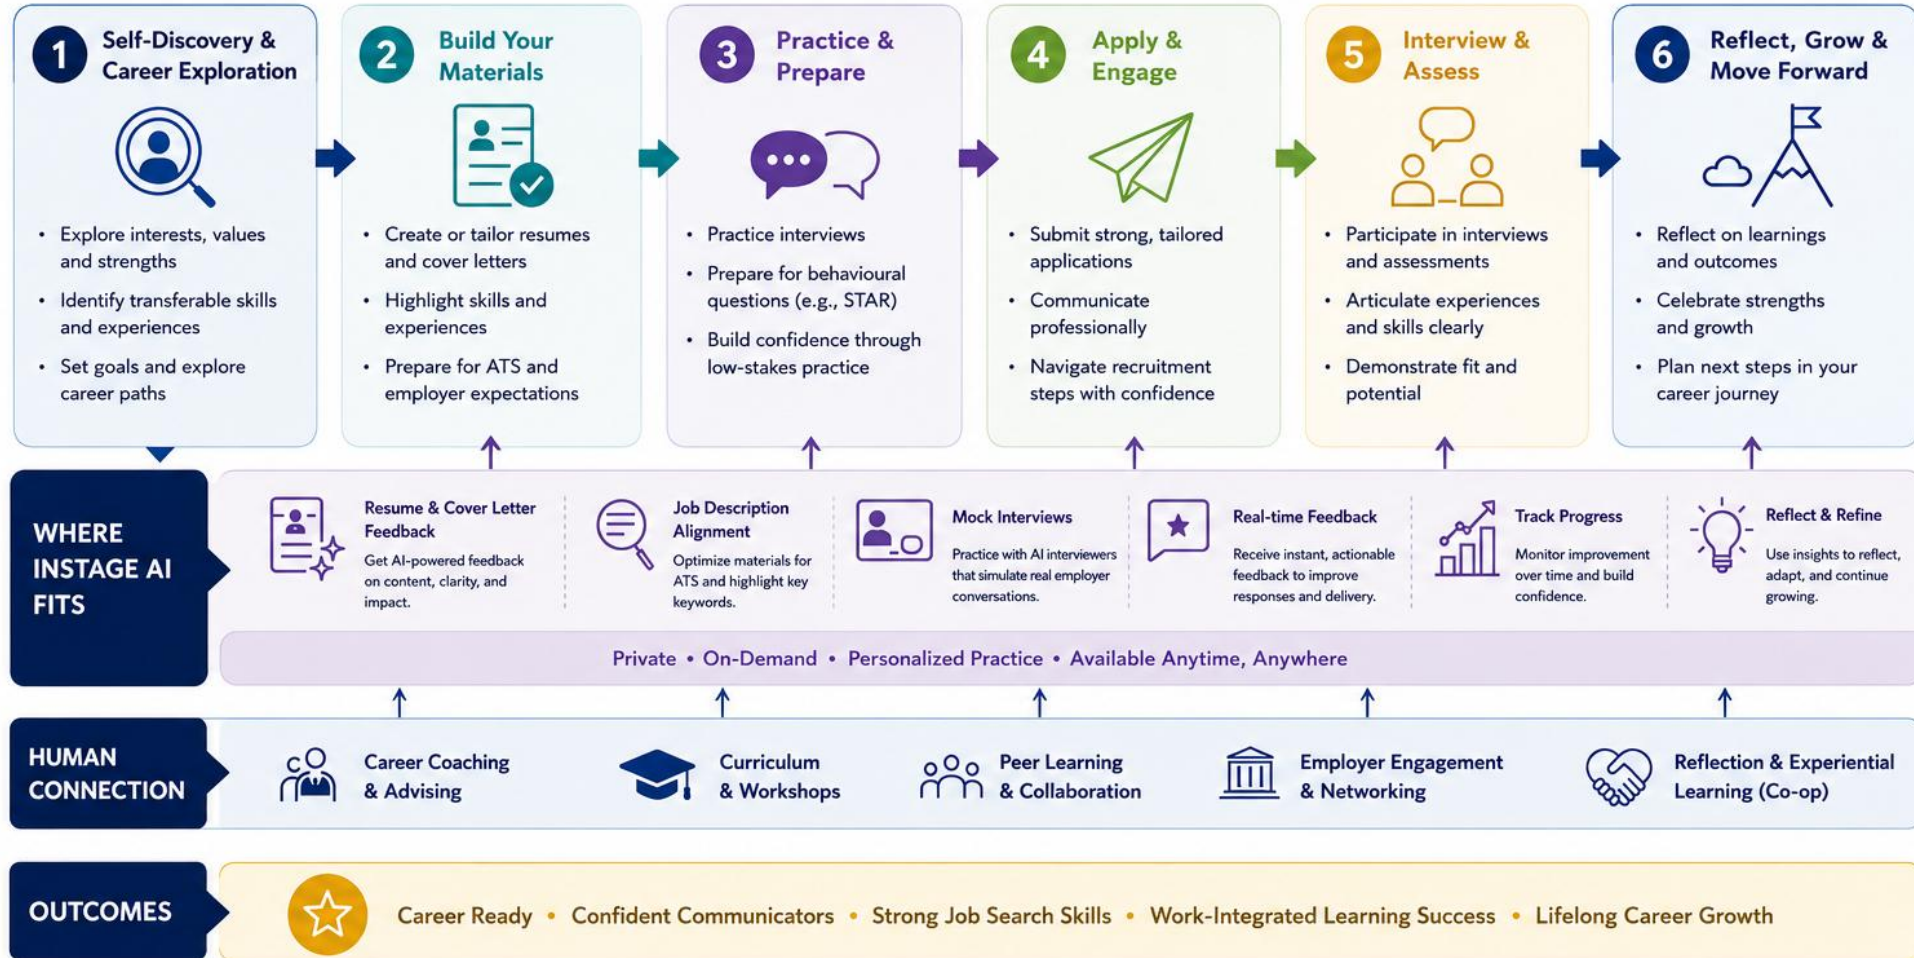 1
Self-Discovery &
Career Exploration
• Explore interests, values
and strengths
• Identify transferable skills
and experiences
• Set goals and explore
career paths
2
Build Your
Materials
• Create or tailor resumes
and cover letters
• Highlight skills and
experiences
• Prepare for ATS and
employer expectations
3
Practice &
Prepare
• Practice interviews
• Prepare for behavioural
questions (e.g., STAR)
• Build confidence through
low-stakes practice
4
Apply &
Engage
• Submit strong, tailored
applications
• Communicate
professionally
• Navigate recruitment
steps with confidence
5
Interview &
Assess
• Participate in interviews
and assessments
• Articulate experiences
and skills clearly
• Demonstrate fit and
potential
6
Reflect, Grow &
Move Forward
• Reflect on learnings
and outcomes
• Celebrate strengths
and growth
• Plan next steps in your
career journey
WHERE
INSTAGE AI
FITS
Resume & Cover Letter
Feedback
Get AI-powered feedback
on content, clarity, and
impact.
Job Description
Alignment
Optimize materials for
ATS and highlight key
keywords.
Mock Interviews
Practice with AI interviewers
that simulate real employer
conversations.
Real-time Feedback
Receive instant, actionable
feedback to improve
responses and delivery.
Track Progress
Monitor improvement
over time and build
confidence.
Reflect & Refine
Use insights to reflect,
adapt, and continue
growing.
Private • On-Demand • Personalized Practice • Available Anytime, Anywhere
HUMAN
CONNECTION
Career Coaching
& Advising
Curriculum
& Workshops
Peer Learning
& Collaboration
Employer Engagement
& Networking
Reflection & Experiential
Learning (Co-op)
OUTCOMES
Career Ready • Confident Communicators • Strong Job Search Skills • Work-Integrated Learning Success • Lifelong Career Growth